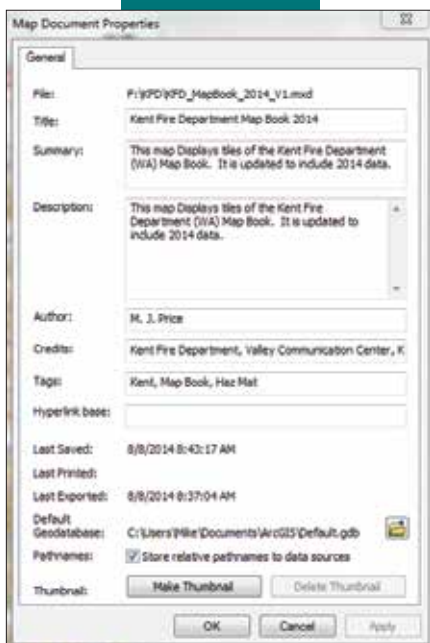 Map Document Properties
General
File: F:\KFD\KFD_MapBook_2014_V1.mxd
Title: Kent Fire Department Map Book 2014
Summary: This map Displays tiles of the Kent Fire Department
(WA) Map Book. It is updated to include 2014 data.
Description: This map Displays tiles of the Kent Fire
Department (WA) Map Book. It is updated to
include 2014 data.
Author: M. J. Price
Credits: Kent Fire Department, Valley Communication Center, K
Tags: Kent, Map Book, Haz Mat
Hyperlink base:
Last Saved: 8/8/2014 8:43:17 AM
Last Printed:
Last Exported: 8/8/2014 8:37:04 AM
Default
Geodatabase: C:\Users\Mike\Documents\ArcGIS\Default.gdb
Pathnames: Store relative pathnames to data sources
Thumbnail: Make Thumbnail Delete Thumbnail
OK Cancel Apply